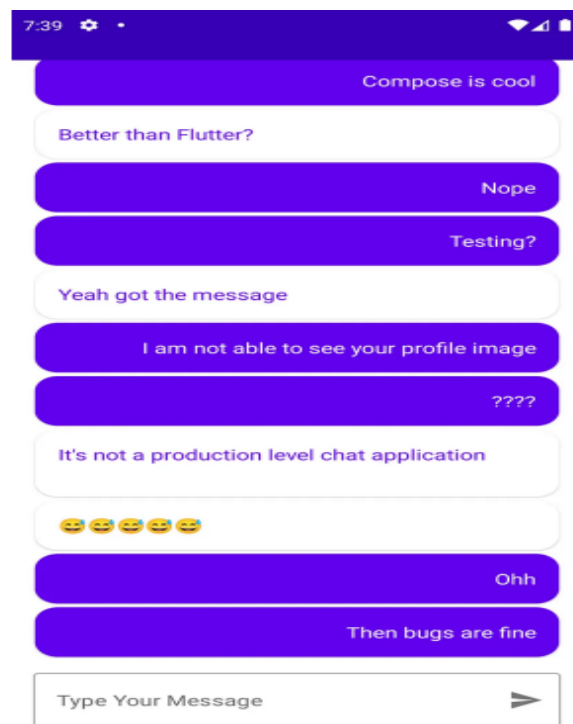 7:39
Compose is cool
Better than Flutter?
Nope
Testing?
Yeah got the message
I am not able to see your profile image
????
It's not a production level chat application
😅😅😅😅😅
Ohh
Then bugs are fine
Type Your Message